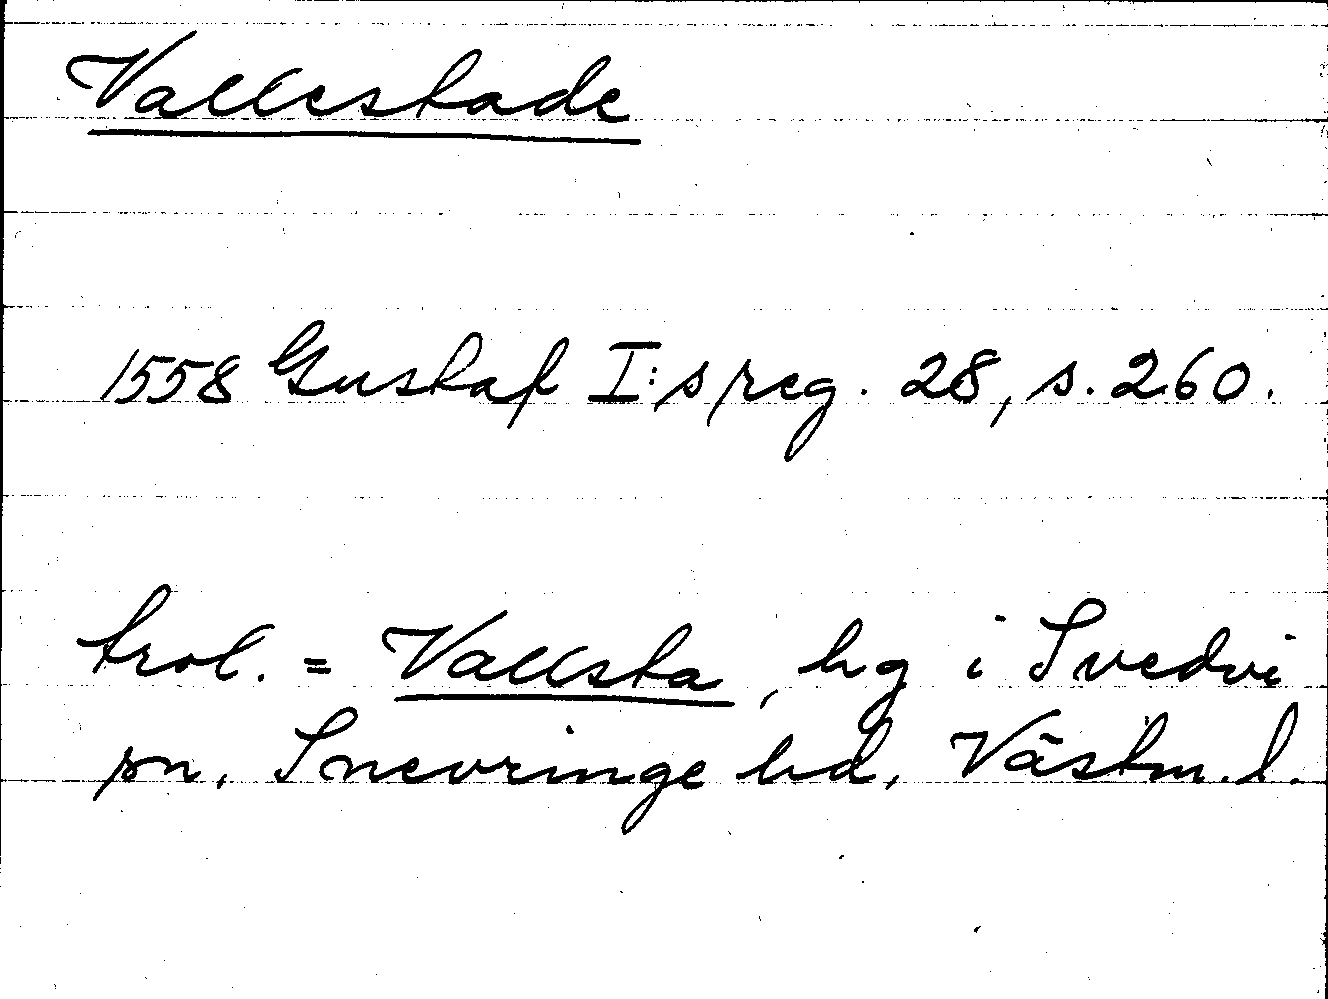 Vallestade
1558 Gustaf I:s reg. 28, s. 260.
trol. = Vallsta, hg i Svedvi
sn, Snevringe hd, Västm. l.